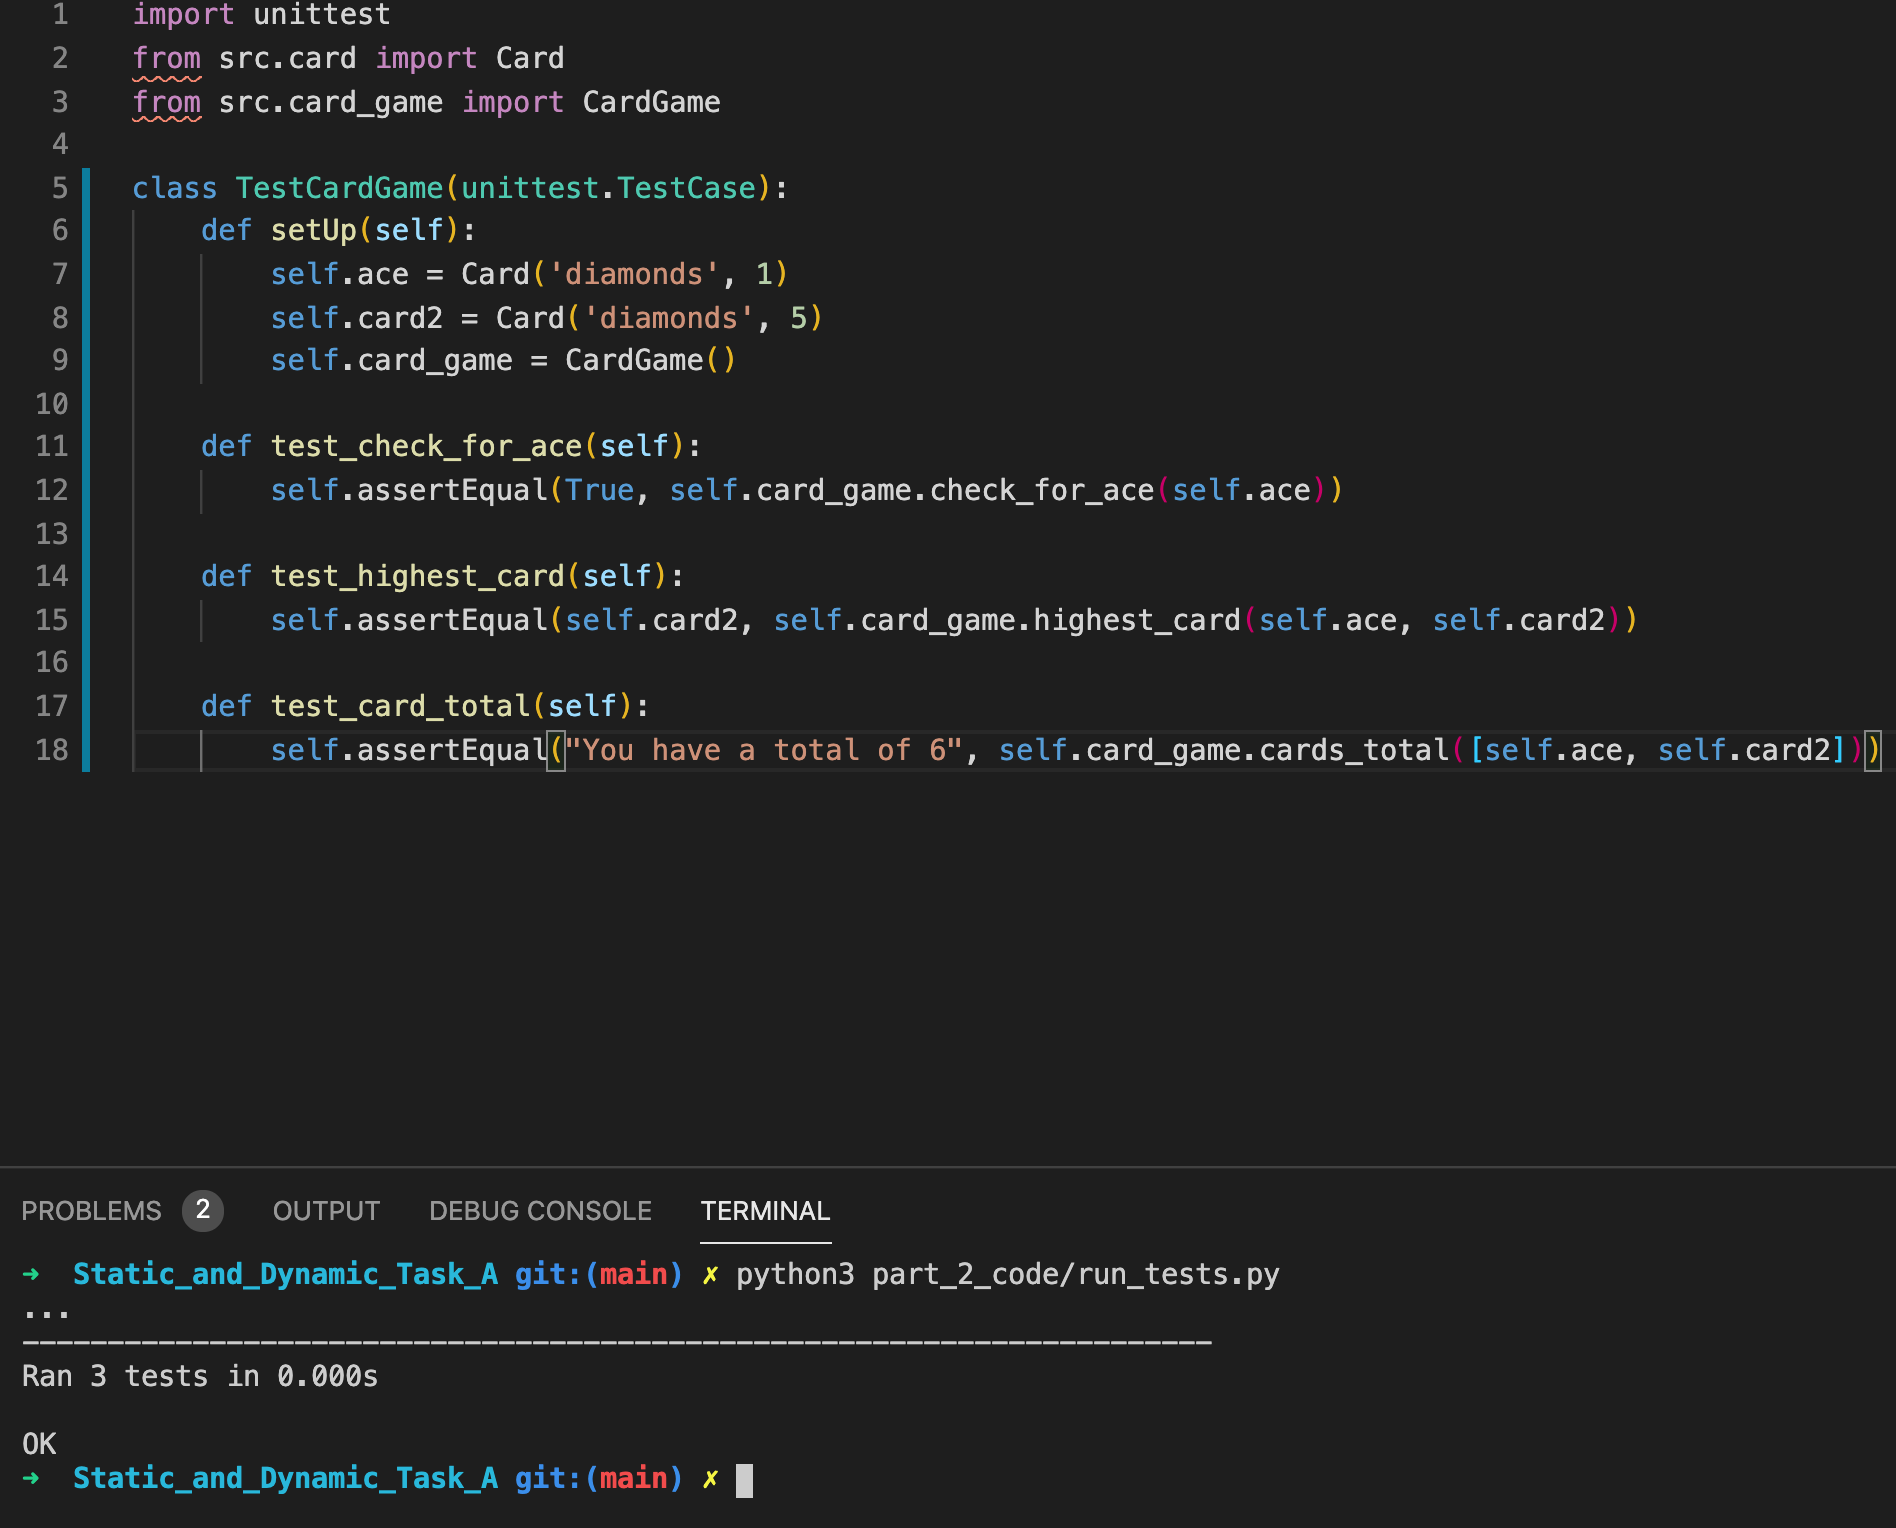 1 import unittest
2 from src.card import Card
3 from src.card_game import CardGame
4
5 class TestCardGame(unittest.TestCase):
6     def setUp(self):
7         self.ace = Card('diamonds', 1)
8         self.card2 = Card('diamonds', 5)
9         self.card_game = CardGame()
10
11     def test_check_for_ace(self):
12         self.assertEqual(True, self.card_game.check_for_ace(self.ace))
13
14     def test_highest_card(self):
15         self.assertEqual(self.card2, self.card_game.highest_card(self.ace, self.card2))
16
17     def test_card_total(self):
18         self.assertEqual("You have a total of 6", self.card_game.cards_total([self.ace, self.card2]))
PROBLEMS 2 OUTPUT DEBUG CONSOLE TERMINAL
→ Static_and_Dynamic_Task_A git:(main) ✗ python3 part_2_code/run_tests.py
...
----------------------------------------------------------------------
Ran 3 tests in 0.000s

OK
→ Static_and_Dynamic_Task_A git:(main) ✗